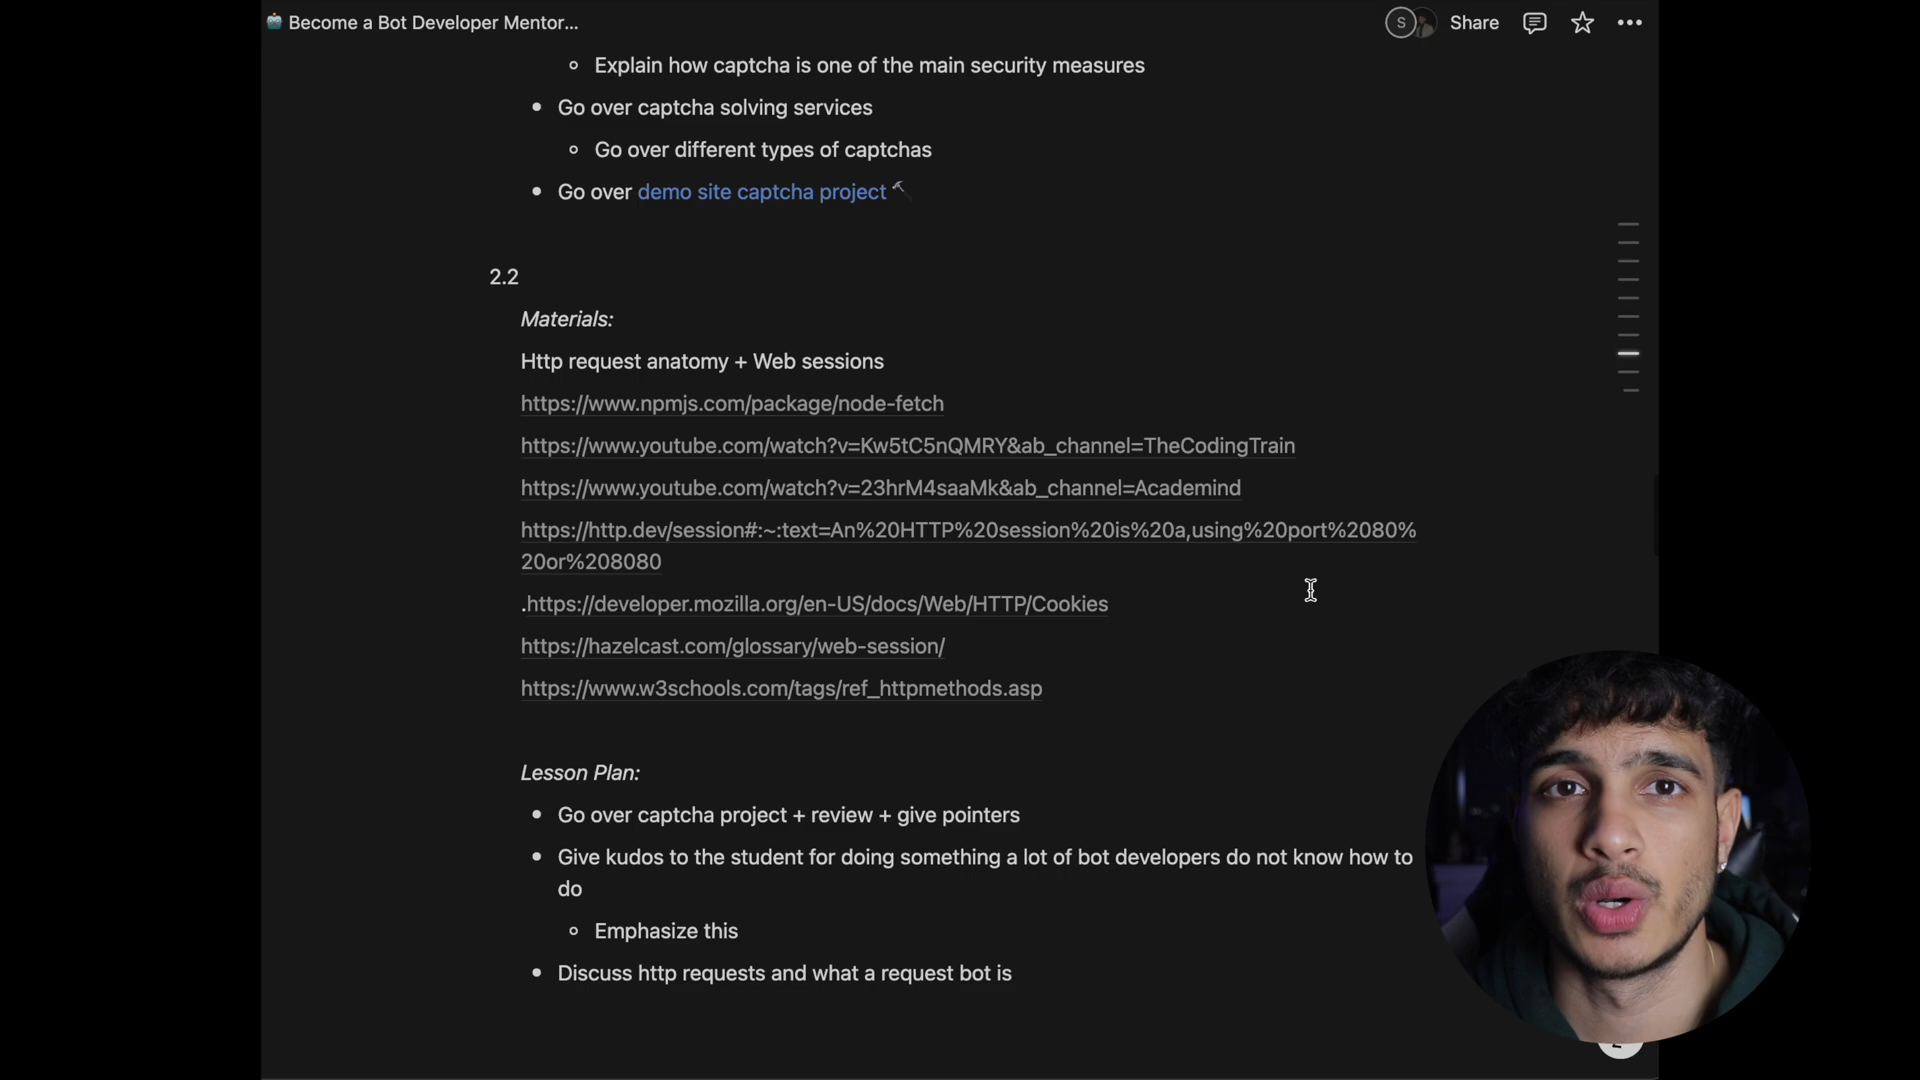 Become a Bot Developer Mentor...
S
Share
Explain how captcha is one of the main security measures
Go over captcha solving services
Go over different types of captchas
Go over demo site captcha project
2.2
Materials:
Http request anatomy + Web sessions
https://www.npmjs.com/package/node-fetch
https://www.youtube.com/watch?v=Kw5tC5nQMRY&ab_channel=TheCodingTrain
https://www.youtube.com/watch?v=23hrM4saaMk&ab_channel=Academind
https://http.dev/session#:~:text=An%20HTTP%20session%20is%20a,using%20port%2080%
20or%208080
.https://developer.mozilla.org/en-US/docs/Web/HTTP/Cookies
https://hazelcast.com/glossary/web-session/
https://www.w3schools.com/tags/ref_httpmethods.asp
Lesson Plan:
Go over captcha project + review + give pointers
Give kudos to the student for doing something a lot of bot developers do not know how to
do
Emphasize this
Discuss http requests and what a request bot is